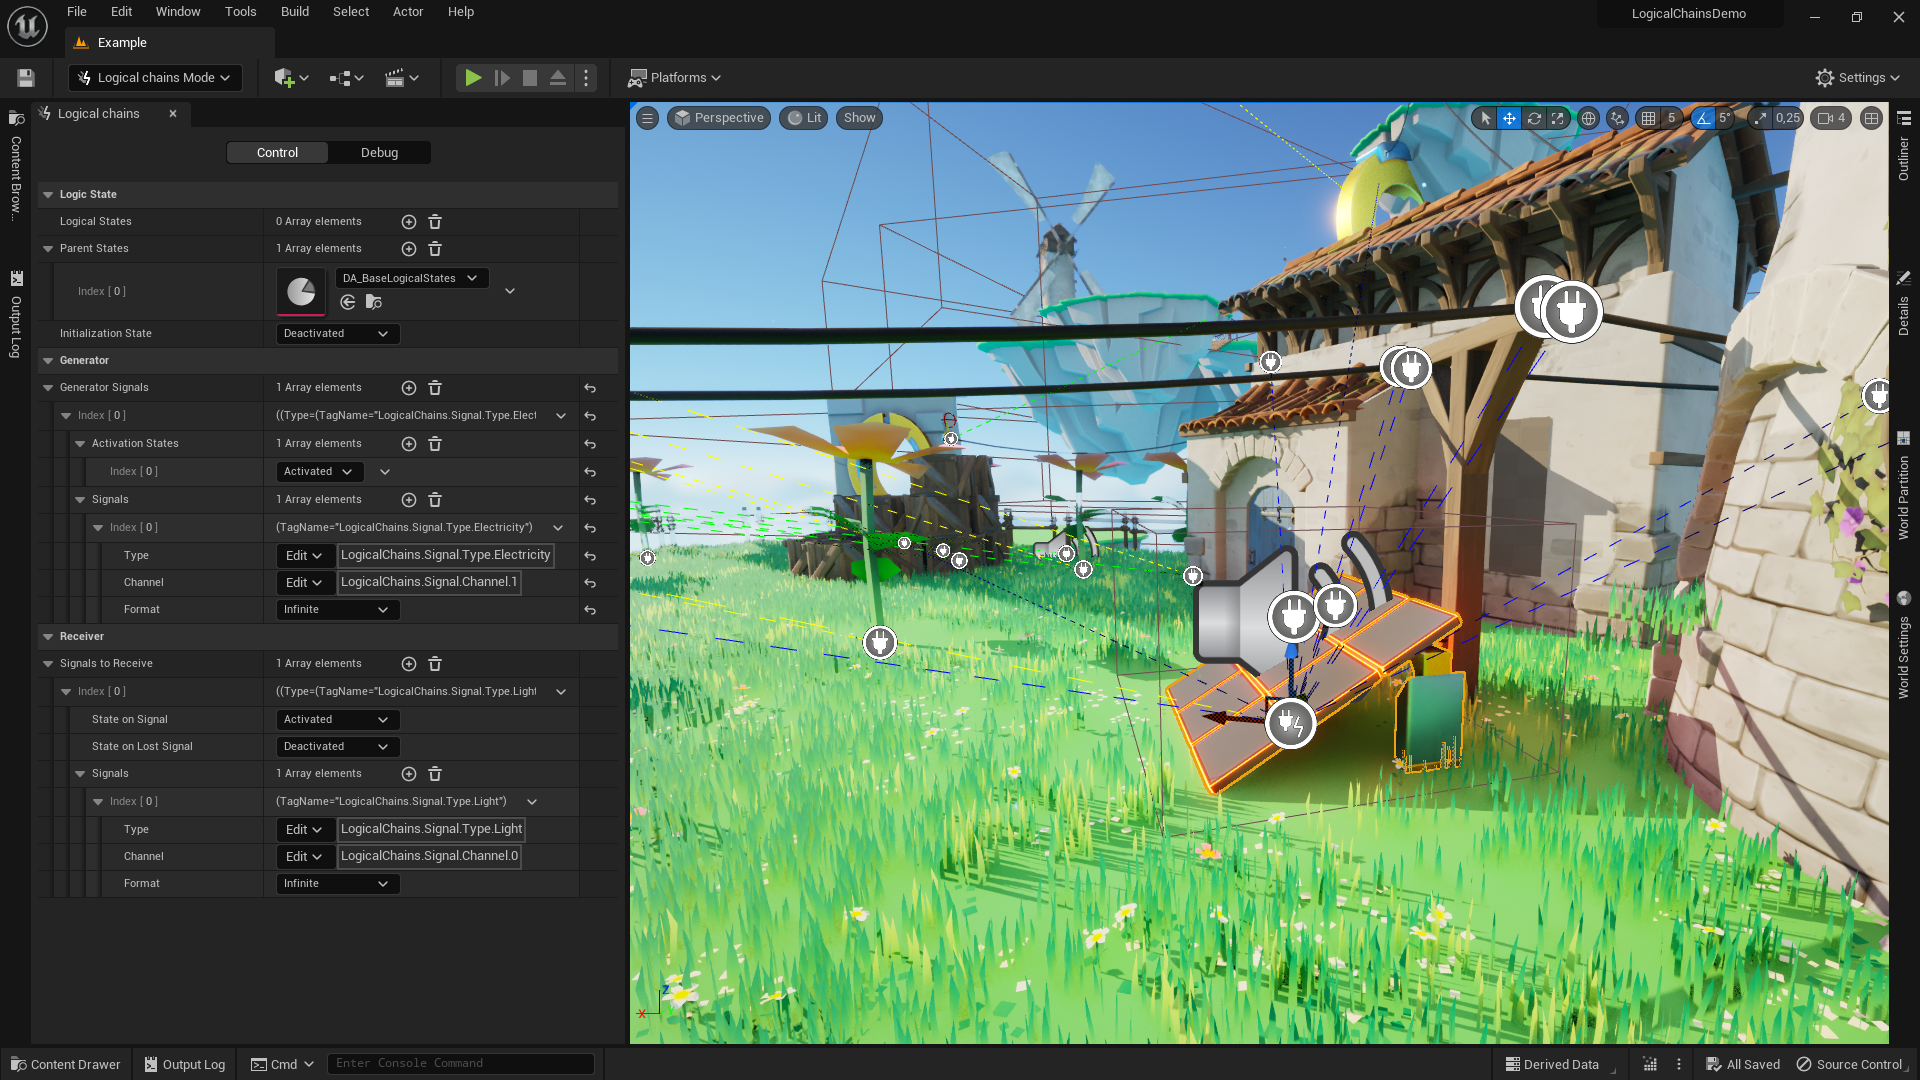 File Edit Window Tools Build Select Actor Help
LogicalChainsDemo
Example
Logical chains Mode
Platforms
Settings
Logical chains
Perspective Lit Show
5 5° 0,25 4
Control Debug
Content Brow...
Output Log
Outliner
Details
World Partition
World Settings
Logic State
Logical States 0 Array elements
Parent States 1 Array elements
Index [ 0 ] DA_BaseLogicalStates
Initialization State Deactivated
Generator
Generator Signals 1 Array elements
Index [ 0 ] ((Type=(TagName="LogicalChains.Signal.Type.Elect
Activation States 1 Array elements
Index [ 0 ] Activated
Signals 1 Array elements
Index [ 0 ] (TagName="LogicalChains.Signal.Type.Electricity")
Type Edit LogicalChains.Signal.Type.Electricity
Channel Edit LogicalChains.Signal.Channel.1
Format Infinite
Receiver
Signals to Receive 1 Array elements
Index [ 0 ] ((Type=(TagName="LogicalChains.Signal.Type.Light
State on Signal Activated
State on Lost Signal Deactivated
Signals 1 Array elements
Index [ 0 ] (TagName="LogicalChains.Signal.Type.Light")
Type Edit LogicalChains.Signal.Type.Light
Channel Edit LogicalChains.Signal.Channel.0
Format Infinite
Z
X
Content Drawer Output Log Cmd Enter Console Command Derived Data All Saved Source Control